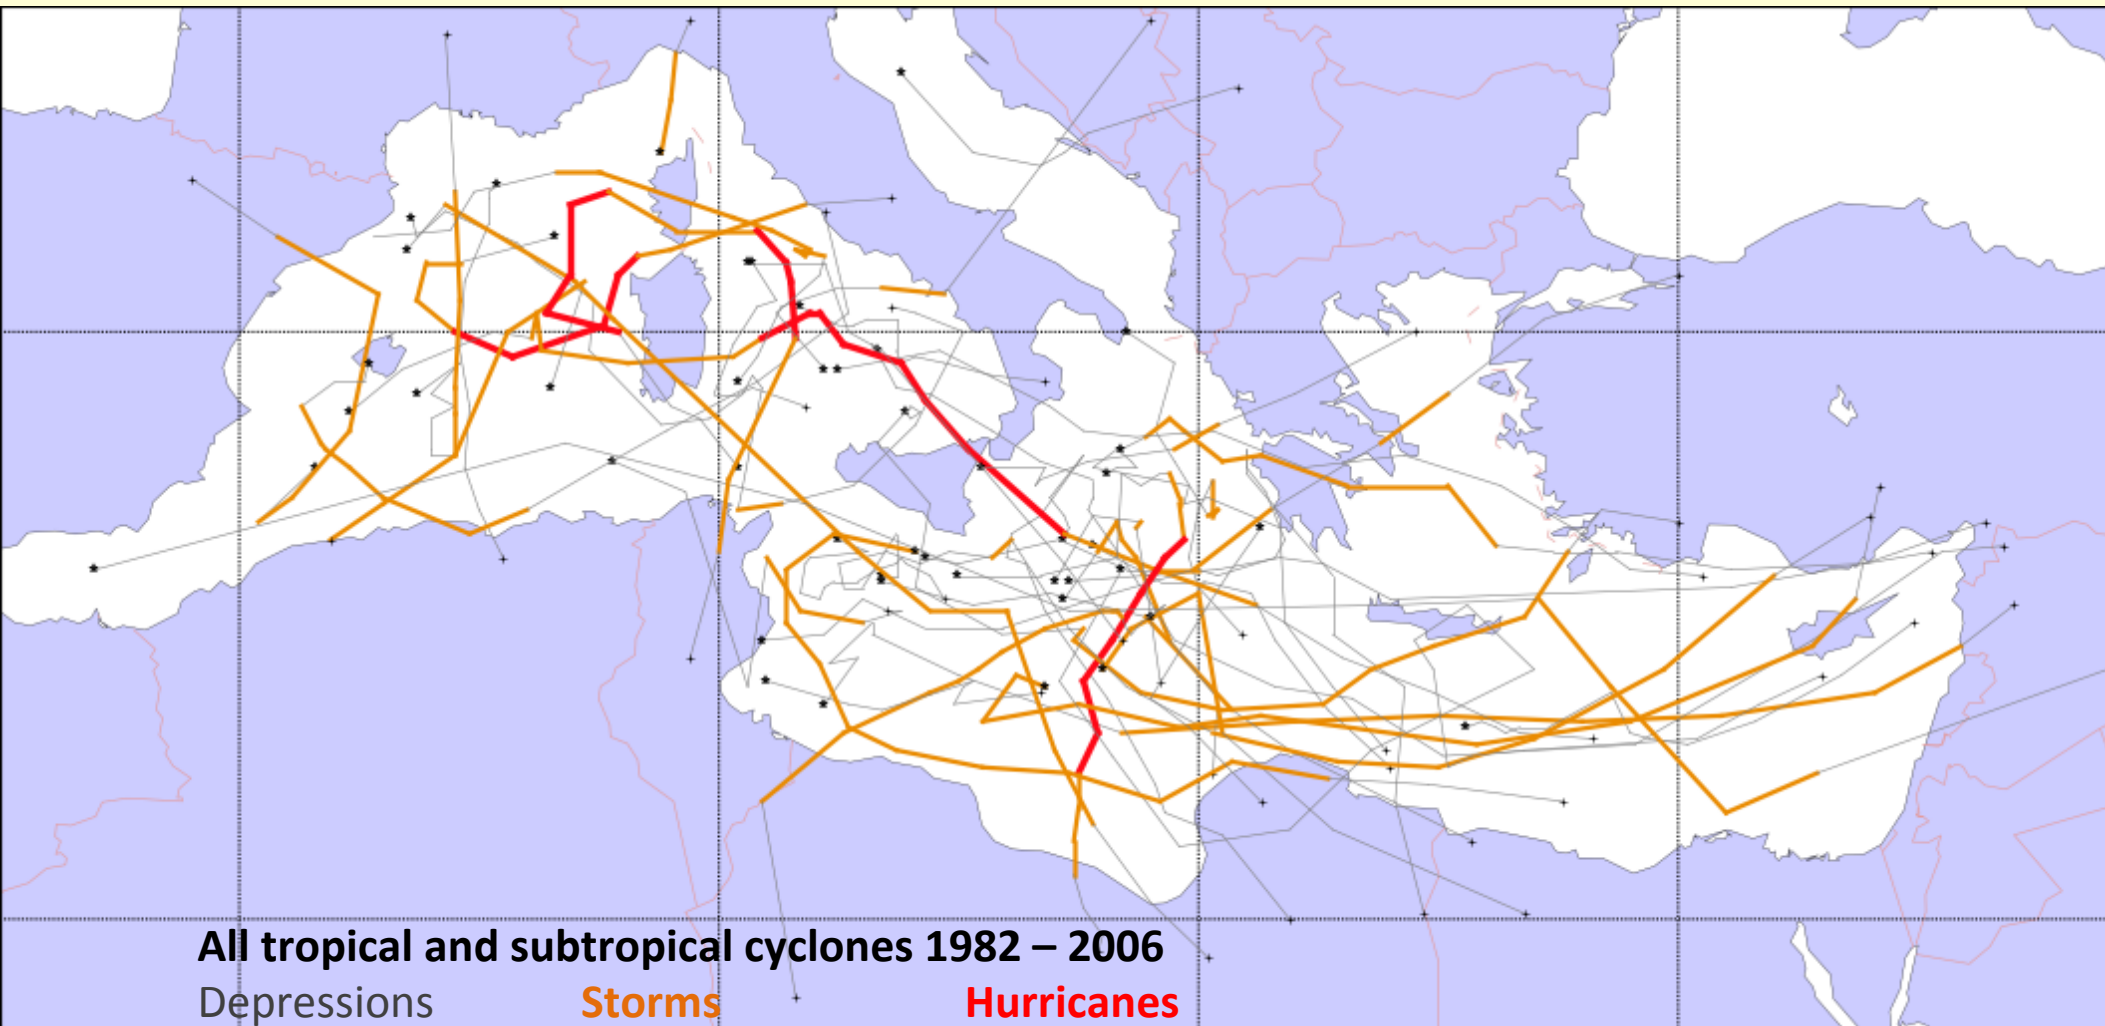 All tropical and subtropical cyclones 1982 – 2006
Depressions Storms Hurricanes